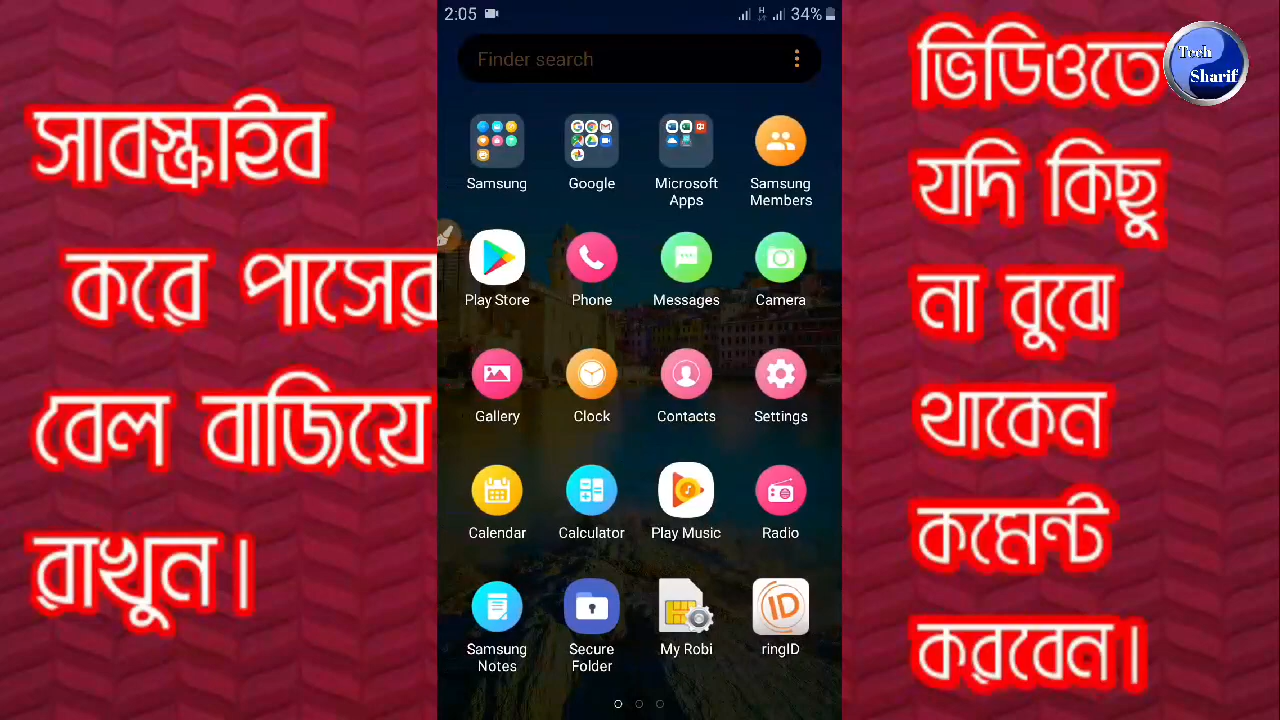 সাবস্ক্রাইব
করে পাসের
বেল বাজিয়ে
রাখুন।
2:05
34%
Finder search
Samsung
Google
Microsoft Apps
Samsung Members
Play Store
Phone
Messages
Camera
Gallery
Clock
Contacts
Settings
Calendar
Calculator
Play Music
Radio
Samsung Notes
Secure Folder
My Robi
ID
ringID
ভিডিওতে
যদি কিছু
না বুঝে
থাকেন
কমেন্ট
করবেন।
Tech
Sharif